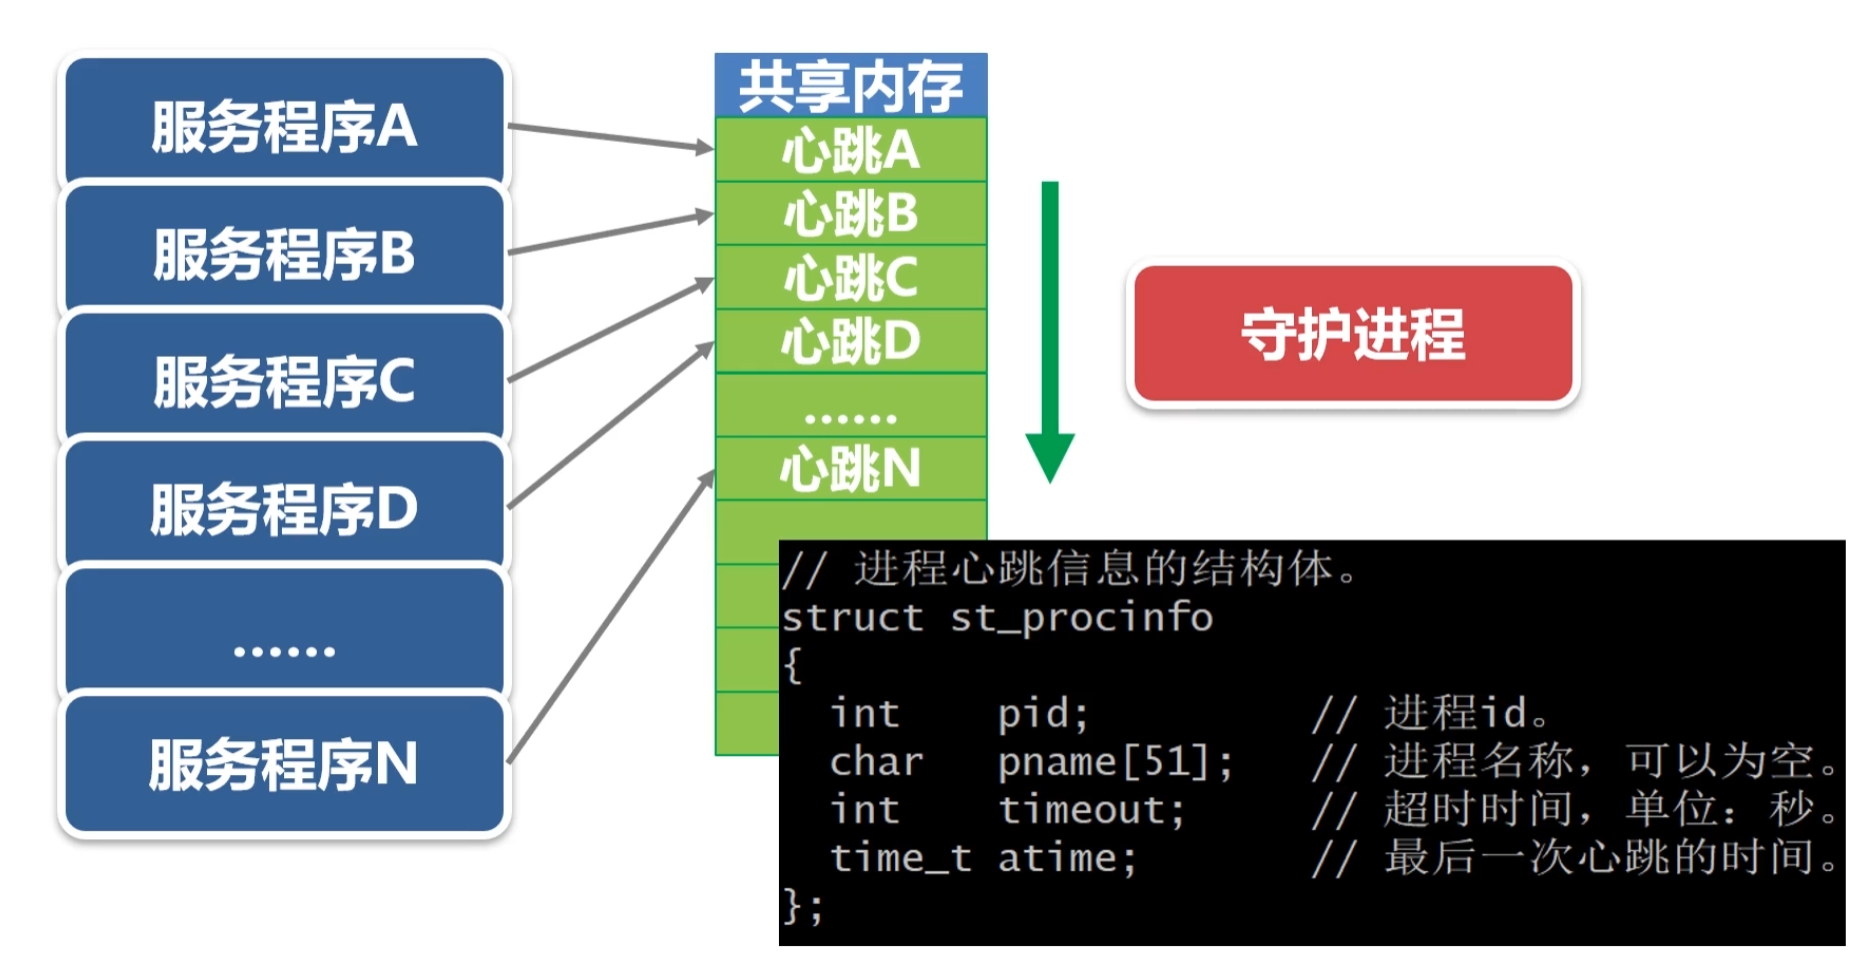 服务程序A
服务程序B
服务程序C
服务程序D
......
服务程序N
共享内存
心跳A
心跳B
心跳C
心跳D
......
心跳N
守护进程
// 进程心跳信息的结构体。
struct st_procinfo
{
  int    pid;         // 进程id。
  char   pname[51];   // 进程名称，可以为空。
  int    timeout;     // 超时时间，单位：秒。
  time_t atime;       // 最后一次心跳的时间。
};